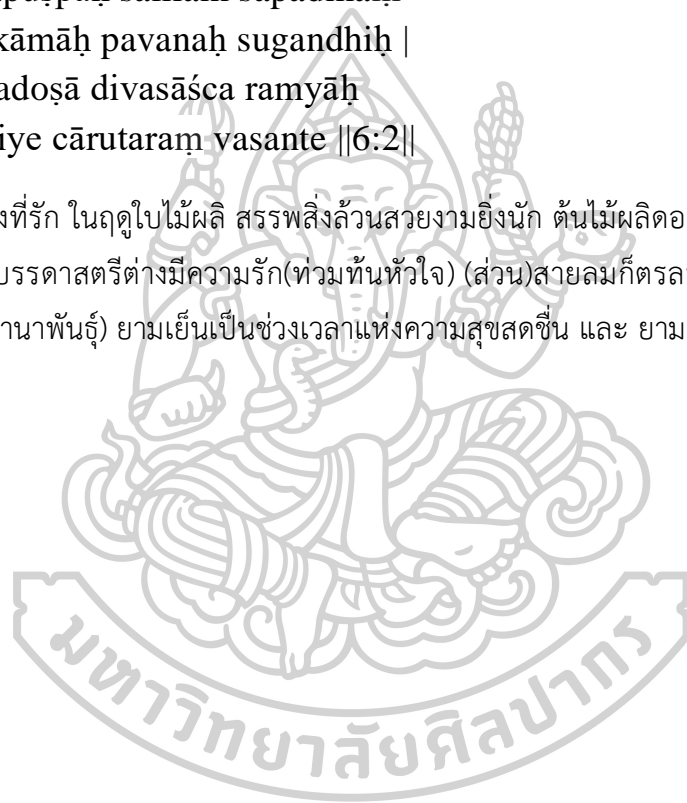 kāmāḥ pavanaḥ sugandhiḥ |
adoṣā divasāśca ramyāḥ
iye cārutaraṃ vasante ||6:2||
งที่รัก ในฤดูใบไม้ผลิ สรรพสิ่งล้วนสวยงามยิ่งนัก ต้นไม้ผลิดอ
บรรดาสตรีต่างมีความรัก(ท่วมท้นหัวใจ) (ส่วน)สายลมก็ตรล
านาพันธุ์) ยามเย็นเป็นช่วงเวลาแห่งความสุขสดชื่น และ ยาม
มหาวิทยาลัยศิลปากร